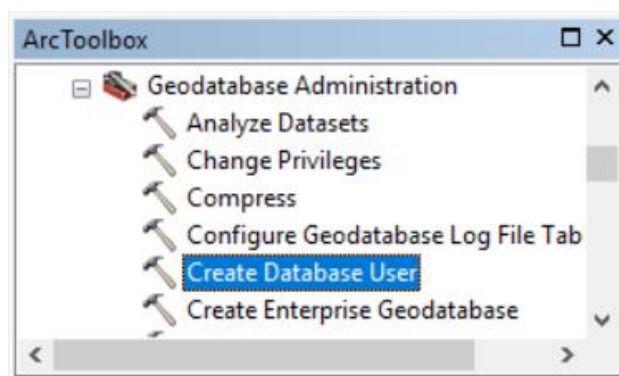 ArcToolbox
Geodatabase Administration
Analyze Datasets
Change Privileges
Compress
Configure Geodatabase Log File Tab
Create Database User
Create Enterprise Geodatabase